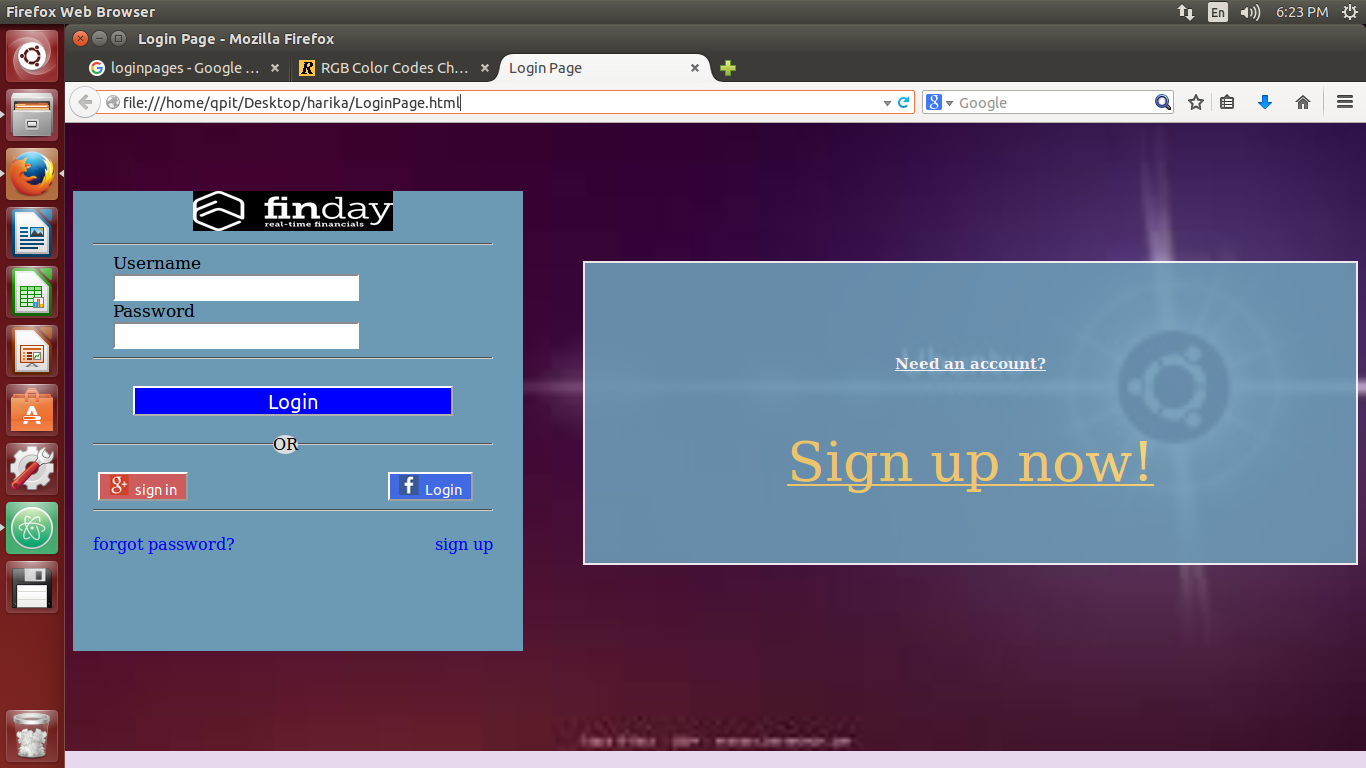 Firefox Web Browser
En
6:23 PM
Login Page - Mozilla Firefox
loginpages - Google ...
RGB Color Codes Ch...
Login Page
file:///home/qpit/Desktop/harika/LoginPage.html
Google
finday
real-time financials
Username
Password
Login
OR
sign in
Login
forgot password?
sign up
Need an account?
Sign up now!